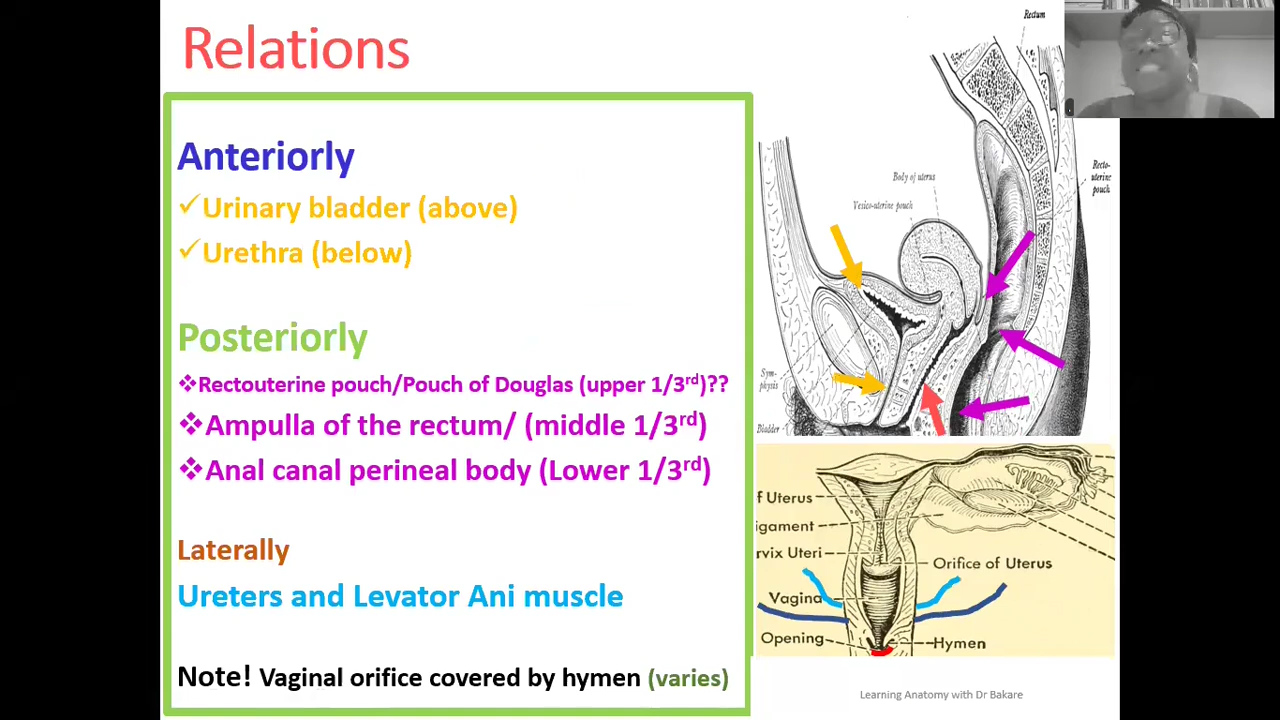 Relations
Anteriorly
✓Urinary bladder (above)
✓Urethra (below)
Posteriorly
❖Rectouterine pouch/Pouch of Douglas (upper 1/3rd)??
❖Ampulla of the rectum/ (middle 1/3rd)
❖Anal canal perineal body (Lower 1/3rd)
Laterally
Ureters and Levator Ani muscle
Note! Vaginal orifice covered by hymen (varies)
Rectum
Recto-
uterine
pouch
Body of uterus
Vesico-uterine pouch
Sym-
physis
Bladder
f Uterus
igament
rvix Uteri
Orifice of Uterus
Vagina
Opening
Hymen
Learning Anatomy with Dr Bakare